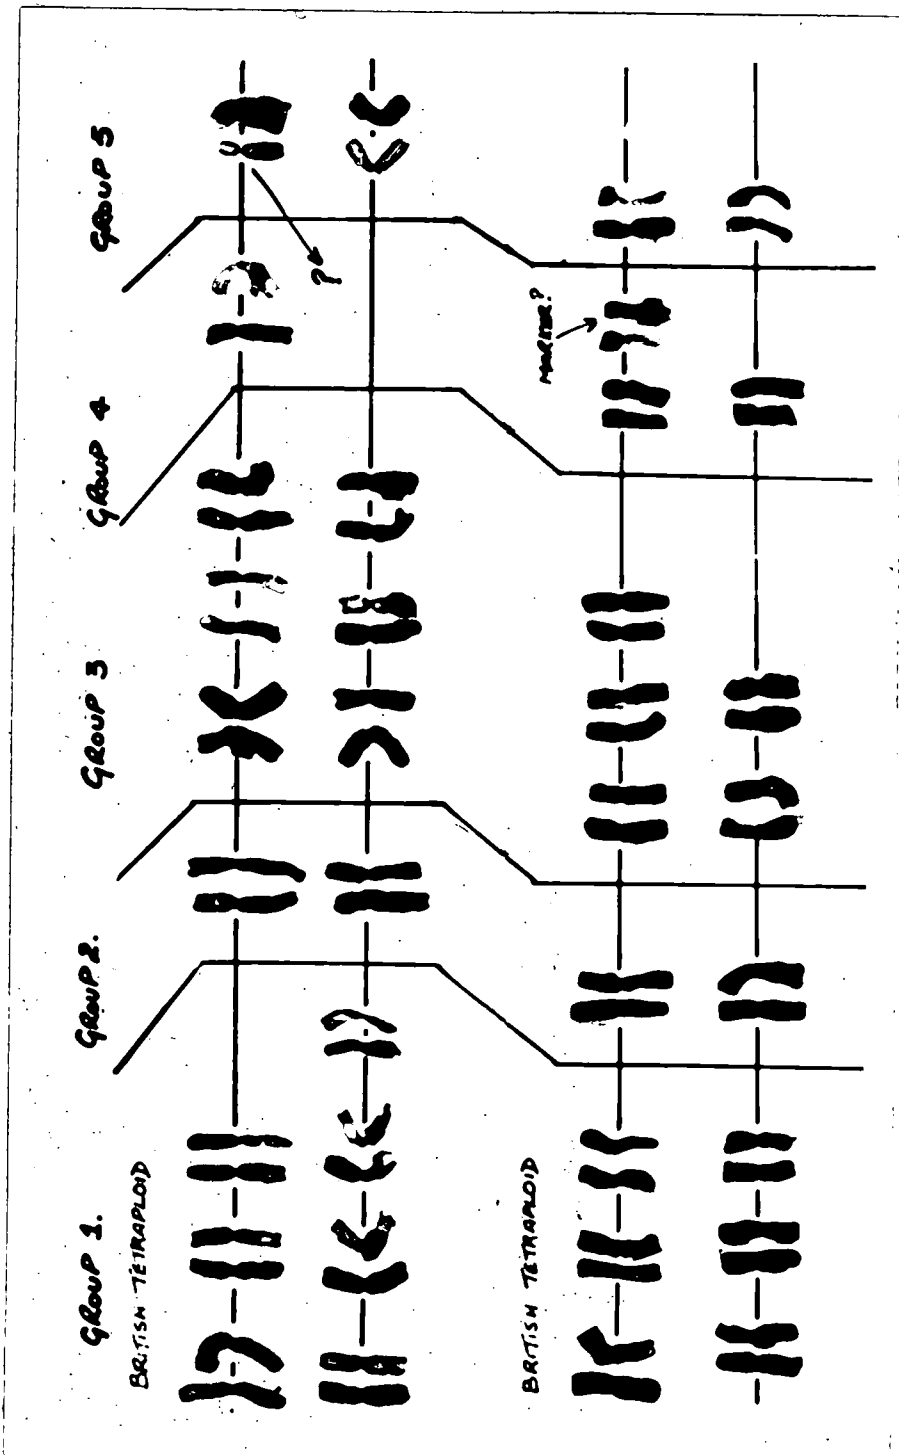 GROUP 1.
GROUP 2.
GROUP 3
GROUP 4
GROUP 5
BRITISH TETRAPLOID
?
BRITISH TETRAPLOID
MARKER?